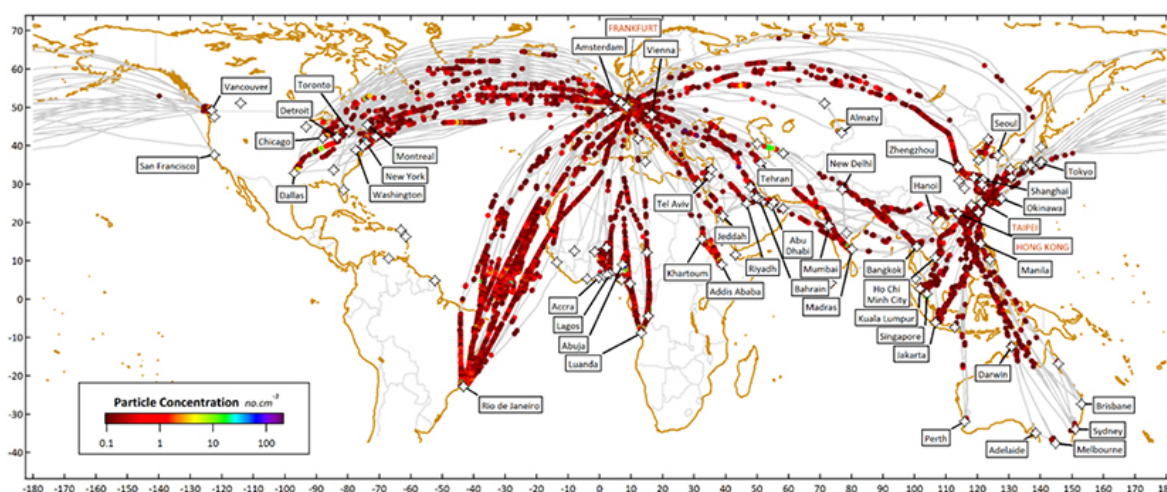 FRANKFURT
Amsterdam
Vienna
Vancouver
Toronto
Detroit
Chicago
San Francisco
Dallas
Montreal
New York
Washington
Almaty
Seoul
Zhengzhou
New Delhi
Tehran
Hanoi
Tokyo
Shanghai
Okinawa
Tel Aviv
TAIPEI
HONG KONG
Jeddah
Abu
Dhabi
Khartoum
Riyadh
Mumbai
Bangkok
Manila
Addis Ababa
Bahrain
Ho Chi
Minh City
Madras
Accra
Kuala Lumpur
Lagos
Singapore
Abuja
Jakarta
Luanda
Darwin
Rio de Janeiro
Brisbane
Perth
Sydney
Adelaide
Melbourne
Particle Concentration no.cm⁻³
0.1 1 10 100
70
60
50
40
30
20
10
0
-10
-20
-30
-40
-180 -170 -160 -150 -140 -130 -120 -110 -100 -90 -80 -70 -60 -50 -40 -30 -20 -10 0 10 20 30 40 50 60 70 80 90 100 110 120 130 140 150 160 170 180